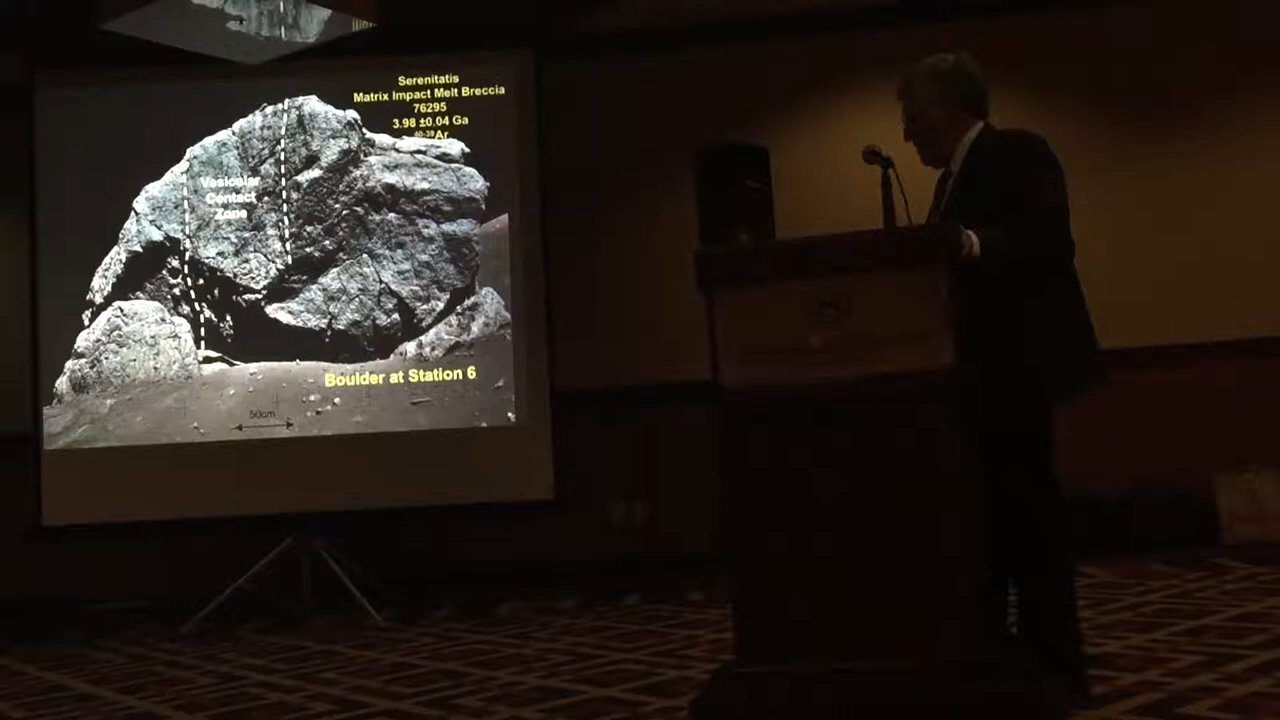 Serenitatis
Matrix Impact Melt Breccia
76295
3.98 ±0.04 Ga
40-39Ar
Vesicular
Contact
Zone
Boulder at Station 6
50cm